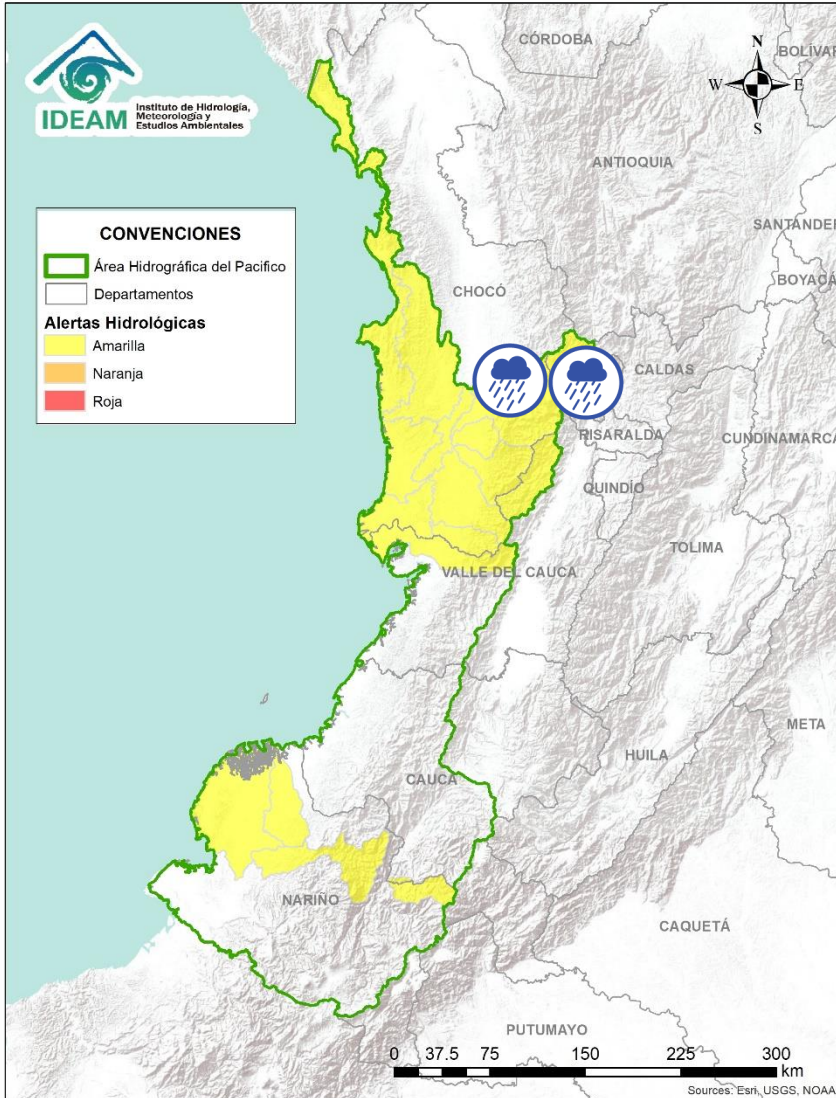 IDEAM
Instituto de Hidrología,
Meteorología y
Estudios Ambientales
CONVENCIONES
Área Hidrográfica del Pacifico
Departamentos
Alertas Hidrológicas
Amarilla
Naranja
Roja
N
W E
S
CÓRDOBA
BOLÍVAR
ANTIOQUIA
SANTANDER
BOYACÁ
CHOCÓ
CALDAS
RISARALDA
CUNDINAMARCA
QUINDÍO
TOLIMA
VALLE DEL CAUCA
META
HUILA
CAUCA
NARIÑO
CAQUETÁ
PUTUMAYO
0 37.5 75 150 225 300
km
Sources: Esri, USGS, NOAA